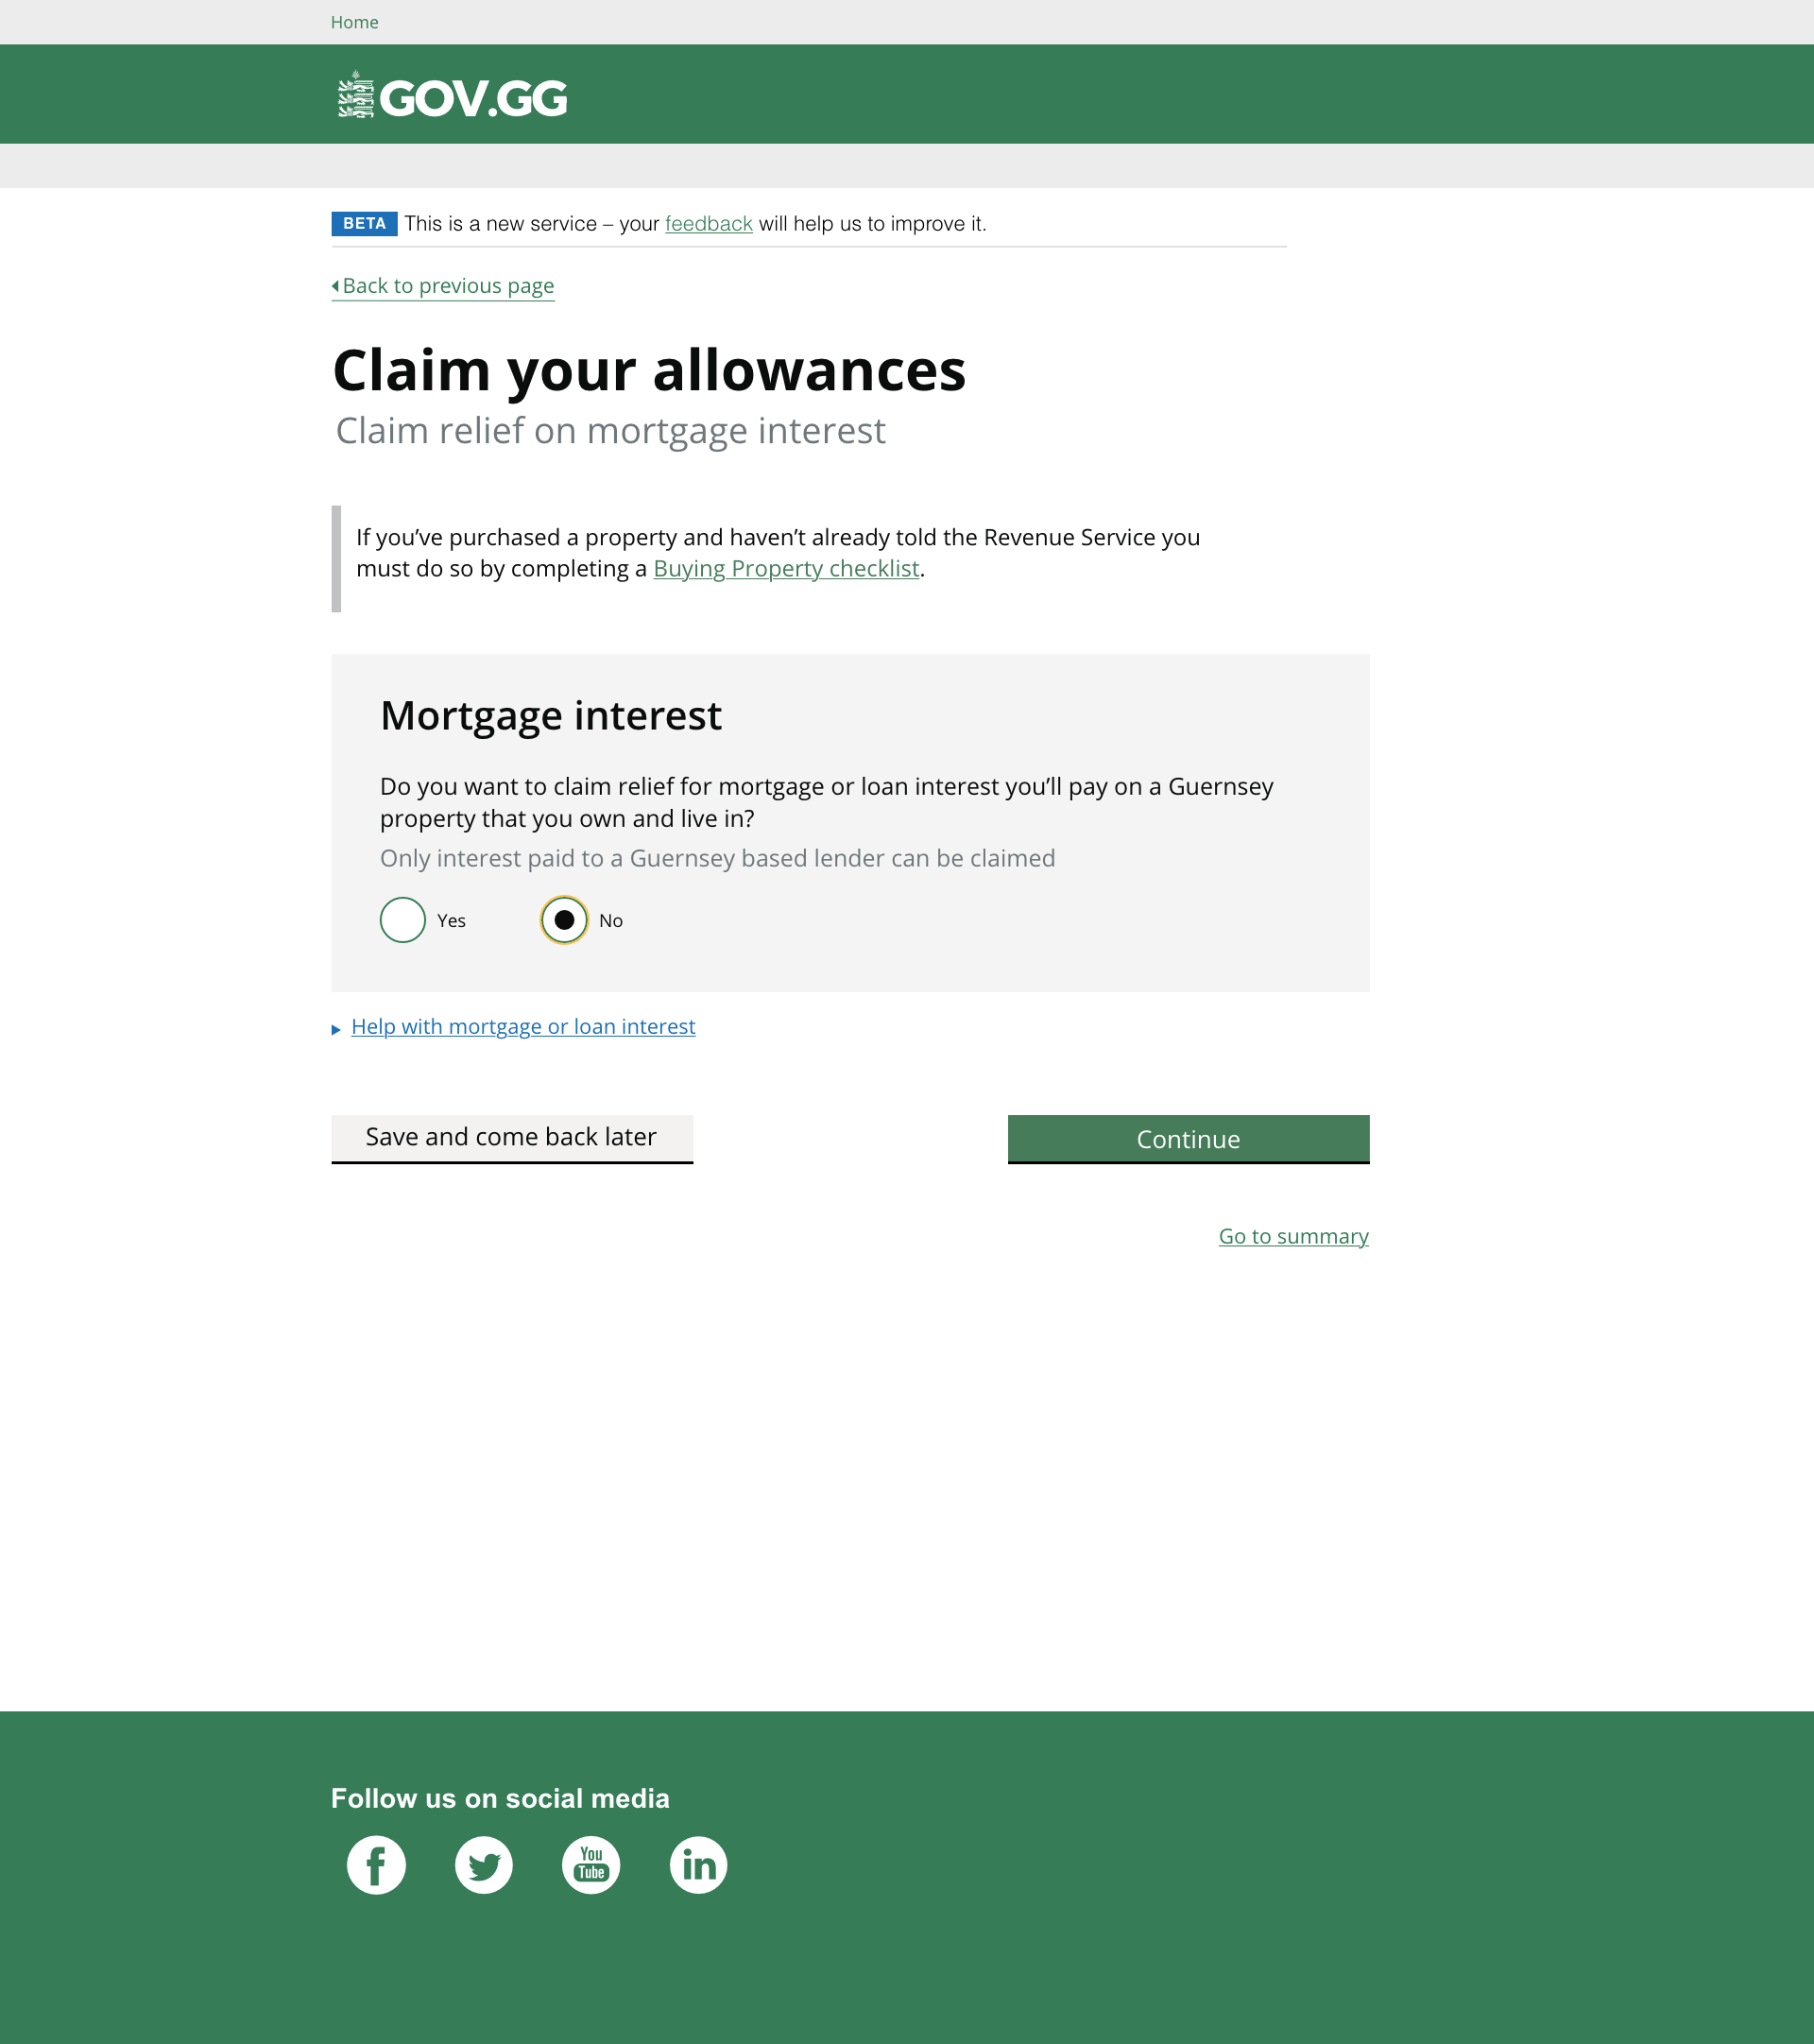 Home
GOV.GG
BETA This is a new service – your feedback will help us to improve it.
Back to previous page
Claim your allowances
Claim relief on mortgage interest
If you’ve purchased a property and haven’t already told the Revenue Service you
must do so by completing a Buying Property checklist.
Mortgage interest
Do you want to claim relief for mortgage or loan interest you’ll pay on a Guernsey
property that you own and live in?
Only interest paid to a Guernsey based lender can be claimed
Yes No
Help with mortgage or loan interest
Save and come back later Continue
Go to summary
Follow us on social media
f You Tube in